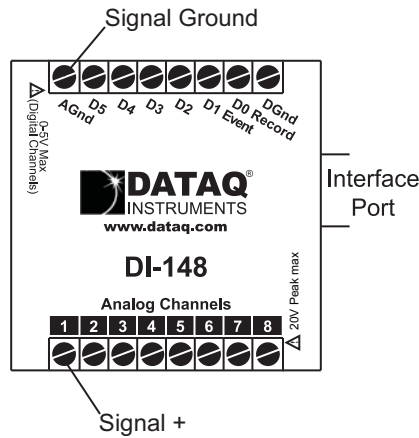 Signal Ground
AGnd D5 D4 D3 D2 D1 Event D0 Record DGnd
0-5V Max
(Digital Channels)
DATAQ®
INSTRUMENTS
www.dataq.com
Interface
Port
DI-148
Analog Channels
20V Peak max
1 2 3 4 5 6 7 8
Signal +